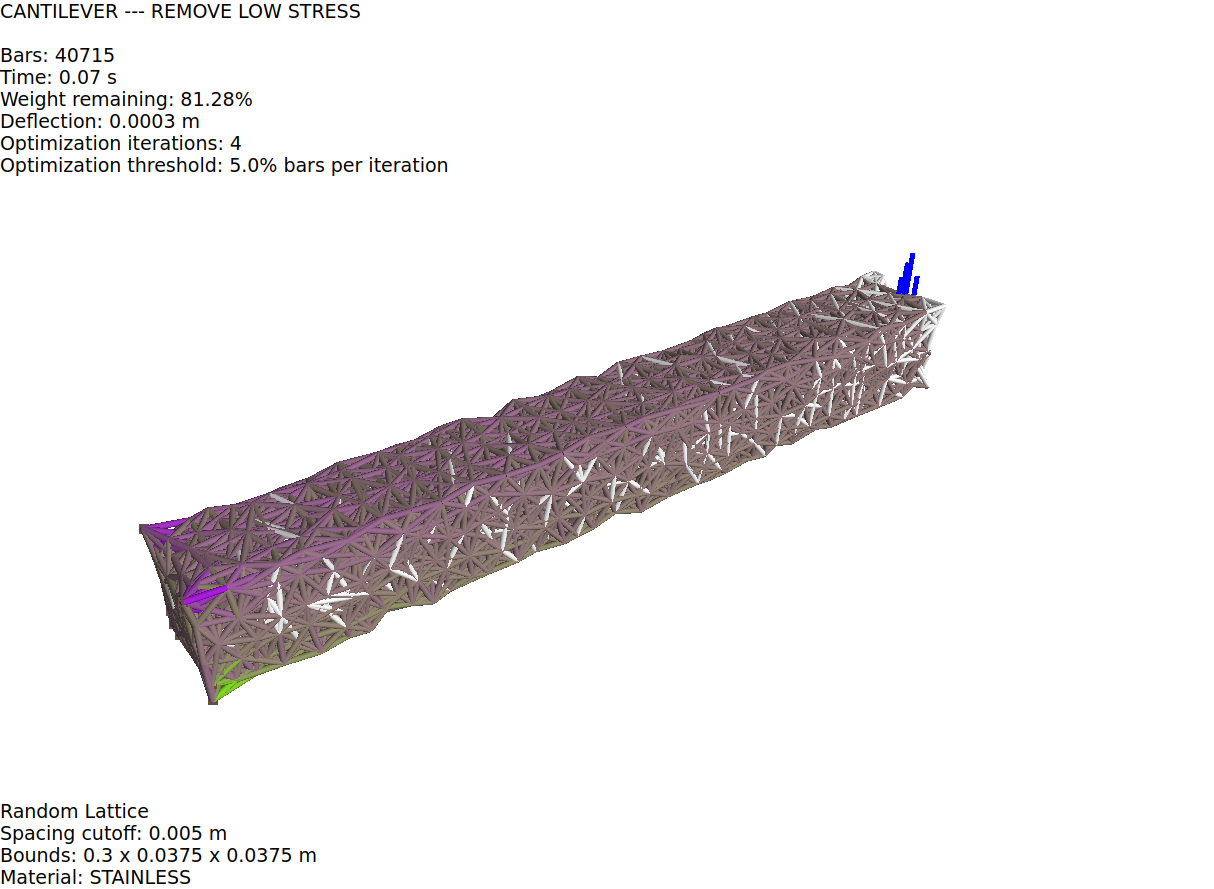 CANTILEVER --- REMOVE LOW STRESS
Bars: 40715
Time: 0.07 s
Weight remaining: 81.28%
Deflection: 0.0003 m
Optimization iterations: 4
Optimization threshold: 5.0% bars per iteration
Random Lattice
Spacing cutoff: 0.005 m
Bounds: 0.3 x 0.0375 x 0.0375 m
Material: STAINLESS